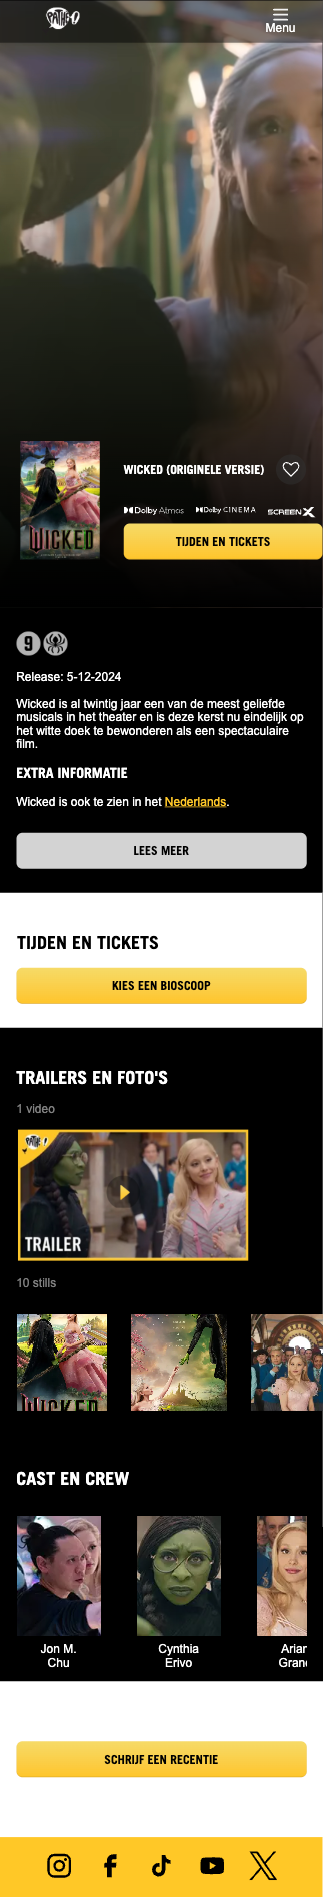 PATHE
Menu
WICKED
WICKED (ORIGINELE VERSIE)
Dolby Atmos
Dolby CINEMA
SCREENX
TIJDEN EN TICKETS
9
Release: 5-12-2024
Wicked is al twintig jaar een van de meest geliefde
musicals in het theater en is deze kerst nu eindelijk op
het witte doek te bewonderen als een spectaculaire
film.
EXTRA INFORMATIE
Wicked is ook te zien in het Nederlands.
LEES MEER
TIJDEN EN TICKETS
KIES EEN BIOSCOOP
TRAILERS EN FOTO'S
1 video
PATHE
TRAILER
10 stills
WICKED
CAST EN CREW
Jon M.
Chu
Cynthia
Erivo
Arian
Grand
SCHRIJF EEN RECENTIE